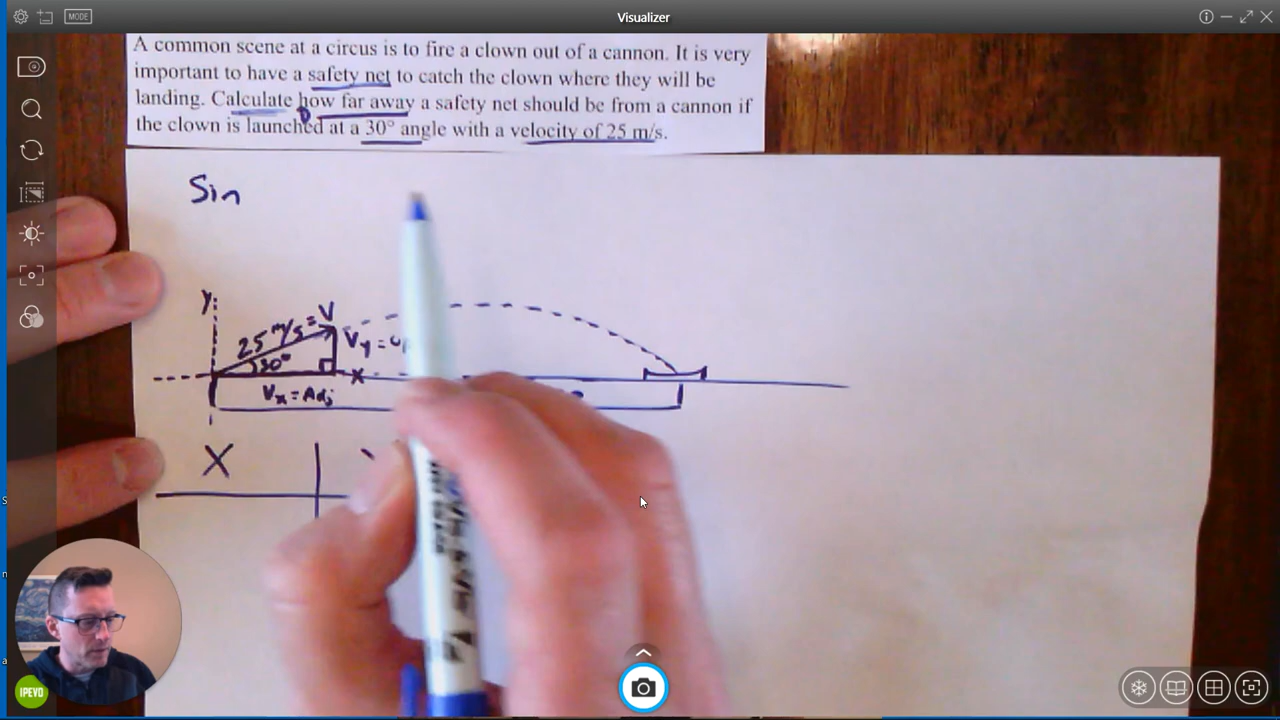 MODE
Visualizer
A common scene at a circus is to fire a clown out of a cannon. It is very
important to have a safety net to catch the clown where they will be
landing. Calculate how far away a safety net should be from a cannon if
the clown is launched at a 30° angle with a velocity of 25 m/s.
Sin
y
25 m/s = V
30°
Vy =
x
Vx = Adj
X
IPEVO